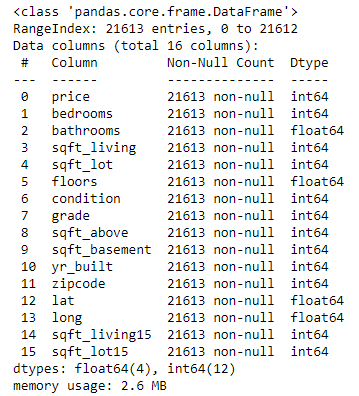 <class 'pandas.core.frame.DataFrame'>
RangeIndex: 21613 entries, 0 to 21612
Data columns (total 16 columns):
 #   Column         Non-Null Count  Dtype
---  ------         --------------  -----
 0   price          21613 non-null  int64
 1   bedrooms       21613 non-null  int64
 2   bathrooms      21613 non-null  float64
 3   sqft_living    21613 non-null  int64
 4   sqft_lot       21613 non-null  int64
 5   floors         21613 non-null  float64
 6   condition      21613 non-null  int64
 7   grade          21613 non-null  int64
 8   sqft_above     21613 non-null  int64
 9   sqft_basement  21613 non-null  int64
 10  yr_built       21613 non-null  int64
 11  zipcode        21613 non-null  int64
 12  lat            21613 non-null  float64
 13  long           21613 non-null  float64
 14  sqft_living15  21613 non-null  int64
 15  sqft_lot15     21613 non-null  int64
dtypes: float64(4), int64(12)
memory usage: 2.6 MB